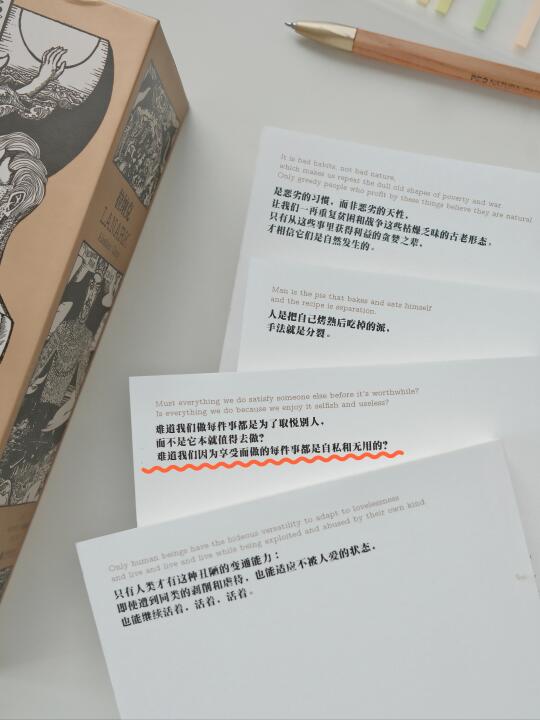 LANARK
It is bad habits, not bad nature,
which makes us repeat the dull old shapes of poverty and war.
Only greedy people who profit by these things believe they are natural
是恶劣的习惯，而非恶劣的天性，
让我们一再重复贫困和战争这些枯燥乏味的古老形态。
只有从这些事里获得利益的贪婪之辈，
才相信它们是自然发生的。
Man is the pie that bakes and eats himself
and the recipe is separation.
人是把自己烤熟后吃掉的派，
手法就是分裂。
Must everything we do satisfy someone else before it's worthwhile?
Is everything we do because we enjoy it selfish and useless?
难道我们做每件事都是为了取悦别人，
而不是它本就值得去做？
难道我们因为享受而做的每件事都是自私和无用的？
Only human beings have the hideous versatility to adapt to lovelessness
and live and live and live while being exploited and abused by their own kind.
只有人类才有这种丑陋的变通能力：
即使遭到同类的剥削和虐待，也能适应不被人爱的状态，
也能继续活着，活着，活着。